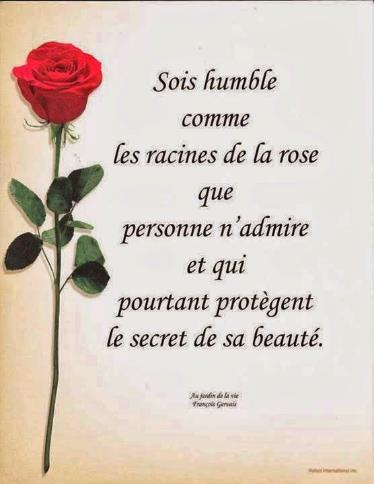 Sois humble
comme
les racines de la rose
que
personne n'admire
et qui
pourtant protègent
le secret de sa beauté.
Au jardin de la vie
François Gervais